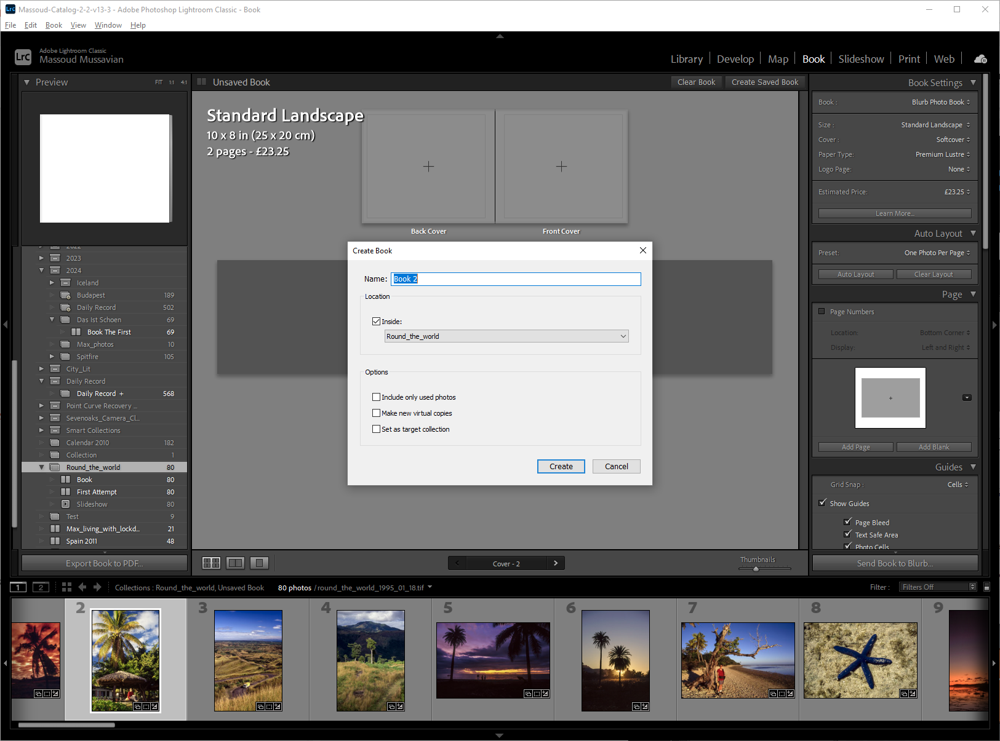 Massoud-Catalog-2-2-v13-3 - Adobe Photoshop Lightroom Classic - Book
File Edit Book View Window Help
LrC
Adobe Lightroom Classic
Massoud Mussavian
Library Develop Map Book Slideshow Print Web
Preview FIT 1:1 4:1
Unsaved Book
Clear Book Create Saved Book
Standard Landscape
10 x 8 in (25 x 20 cm)
2 pages - £23.25
Back Cover Front Cover
Create Book
Name: Book 2
Location
Inside:
Round_the_world
Options
Include only used photos
Make new virtual copies
Set as target collection
Create Cancel
2022
2023
2024
Iceland
Budapest 189
Daily Record 502
Das Ist Schoen 69
Book The First 69
Max_photos 10
Spitfire 105
City_Lit
Daily Record
Daily Record + 568
Point Curve Recovery ...
Sevenoaks_Camera_Cl...
Smart Collections
Calendar 2010 182
Collection 1
Round_the_world 80
Book 80
First Attempt 80
Slideshow 80
Test 9
Max_living_with_lockd... 21
Spain 2011 48
Export Book to PDF...
Cover - 2
Thumbnails
Book Settings
Book : Blurb Photo Book
Size : Standard Landscape
Cover : Softcover
Paper Type: Premium Lustre
Logo Page: None
Estimated Price: £23.25
Learn More...
Auto Layout
Preset: One Photo Per Page
Auto Layout Clear Layout
Page
Page Numbers
Location: Bottom Corner
Display: Left and Right
Add Page Add Blank
Guides
Grid Snap : Cells
Show Guides
Page Bleed
Text Safe Area
Photo Cells
Send Book to Blurb...
1 2 Collections : Round_the_world, Unsaved Book 80 photos / round_the_world_1995_01_18.tif
Filter : Filters Off
2 3 4 5 6 7 8 9